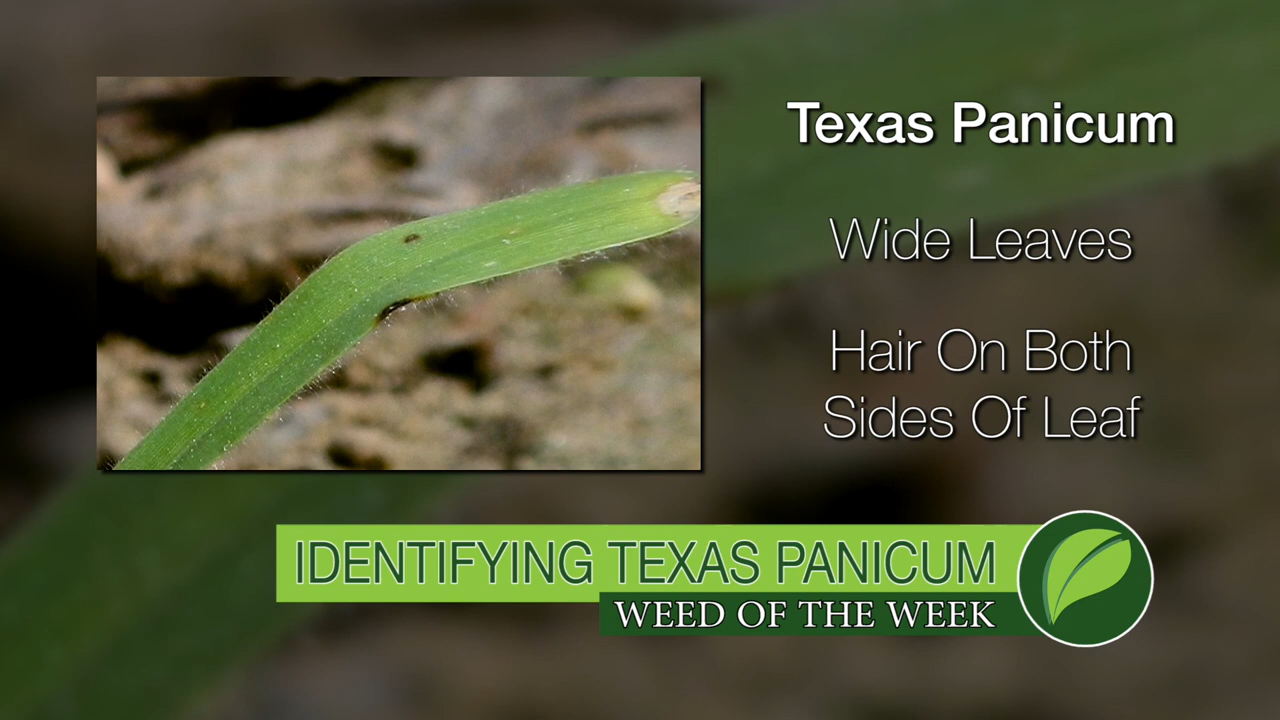 Texas Panicum
Wide Leaves
Hair On Both
Sides Of Leaf
IDENTIFYING TEXAS PANICUM
WEED OF THE WEEK